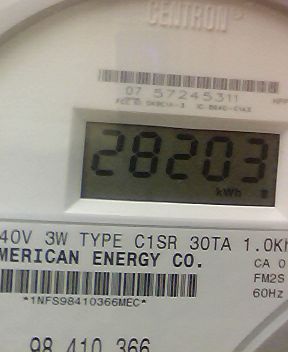 CENTRON
07 57245311
28203
kWh
40V 3W TYPE C1SR 30TA 1.0Kh
MERICAN ENERGY CO.
CA 0
FM2S
60Hz
*1NFS98410366MEC*
98 410 366